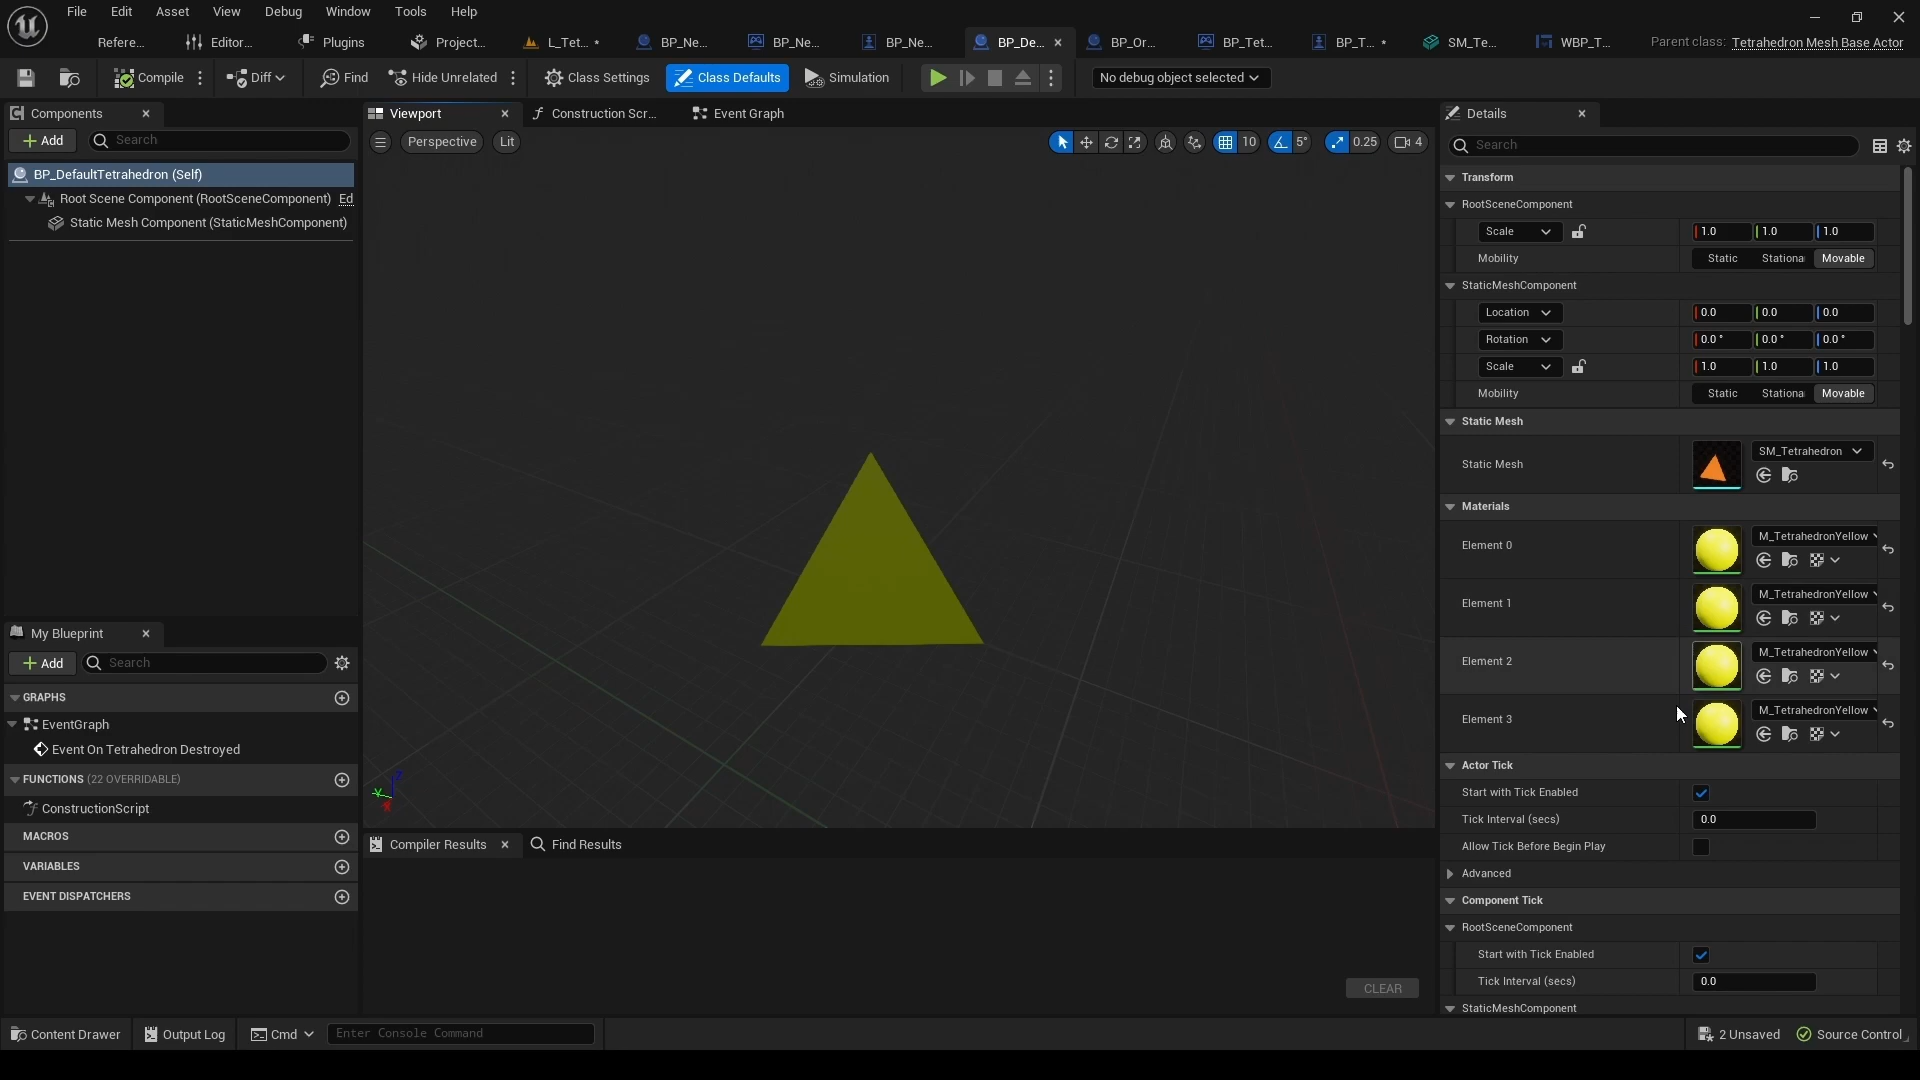 File Edit Asset View Debug Window Tools Help
Refere... Editor... Plugins Project... L_Tet... * BP_Ne... BP_Ne... BP_Ne... BP_De... BP_Or... BP_Tet... BP_T... * SM_Te... WBP_T... Parent class: Tetrahedron Mesh Base Actor
Compile Diff Find Hide Unrelated Class Settings Class Defaults Simulation No debug object selected
Components
Add Search
BP_DefaultTetrahedron (Self)
Root Scene Component (RootSceneComponent) Ed
Static Mesh Component (StaticMeshComponent)
My Blueprint
Add Search
GRAPHS
EventGraph
Event On Tetrahedron Destroyed
FUNCTIONS (22 OVERRIDABLE)
ConstructionScript
MACROS
VARIABLES
EVENT DISPATCHERS
Viewport Construction Scr... Event Graph
Perspective Lit 10 5° 0.25 4
Z
Y
X
Compiler Results Find Results
CLEAR
Details
Search
Transform
RootSceneComponent
Scale 1.0 1.0 1.0
Mobility Static Stationa Movable
StaticMeshComponent
Location 0.0 0.0 0.0
Rotation 0.0 ° 0.0 ° 0.0 °
Scale 1.0 1.0 1.0
Mobility Static Stationa Movable
Static Mesh
Static Mesh SM_Tetrahedron
Materials
Element 0 M_TetrahedronYellow
Element 1 M_TetrahedronYellow
Element 2 M_TetrahedronYellow
Element 3 M_TetrahedronYellow
Actor Tick
Start with Tick Enabled
Tick Interval (secs) 0.0
Allow Tick Before Begin Play
Advanced
Component Tick
RootSceneComponent
Start with Tick Enabled
Tick Interval (secs) 0.0
StaticMeshComponent
Content Drawer Output Log Cmd Enter Console Command 2 Unsaved Source Control